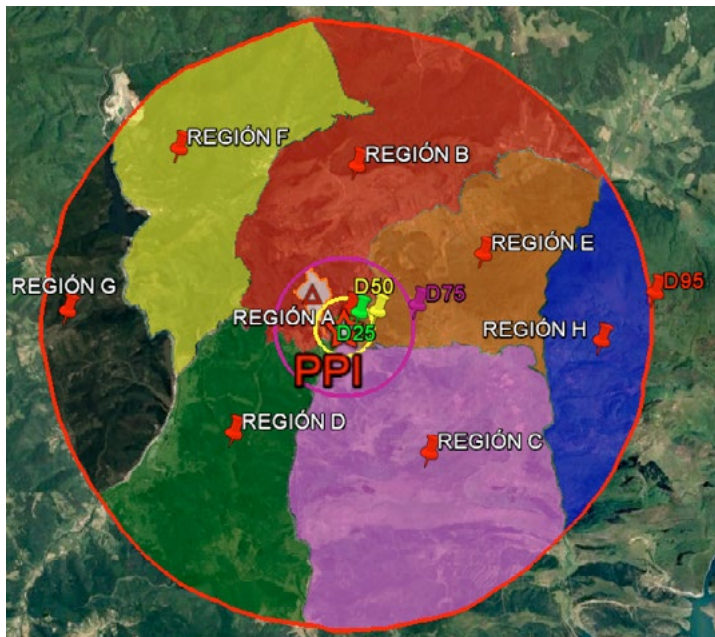 REGIÓN F
REGIÓN B
REGIÓN E
D50
D75
D95
REGIÓN G
REGIÓN A
D25
REGIÓN H
PPI
REGIÓN D
REGIÓN C